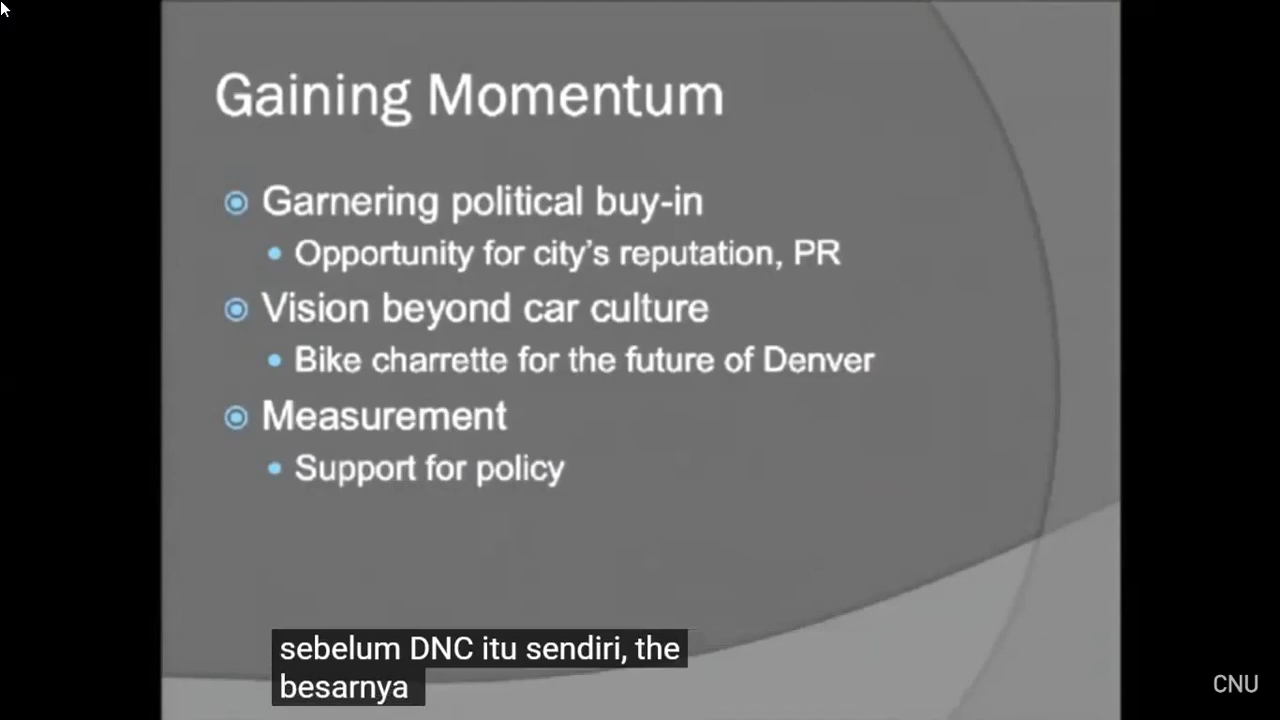 Gaining Momentum
Garnering political buy-in
Opportunity for city's reputation, PR
Vision beyond car culture
Bike charrette for the future of Denver
Measurement
Support for policy
sebelum DNC itu sendiri, the
besarnya
CNU